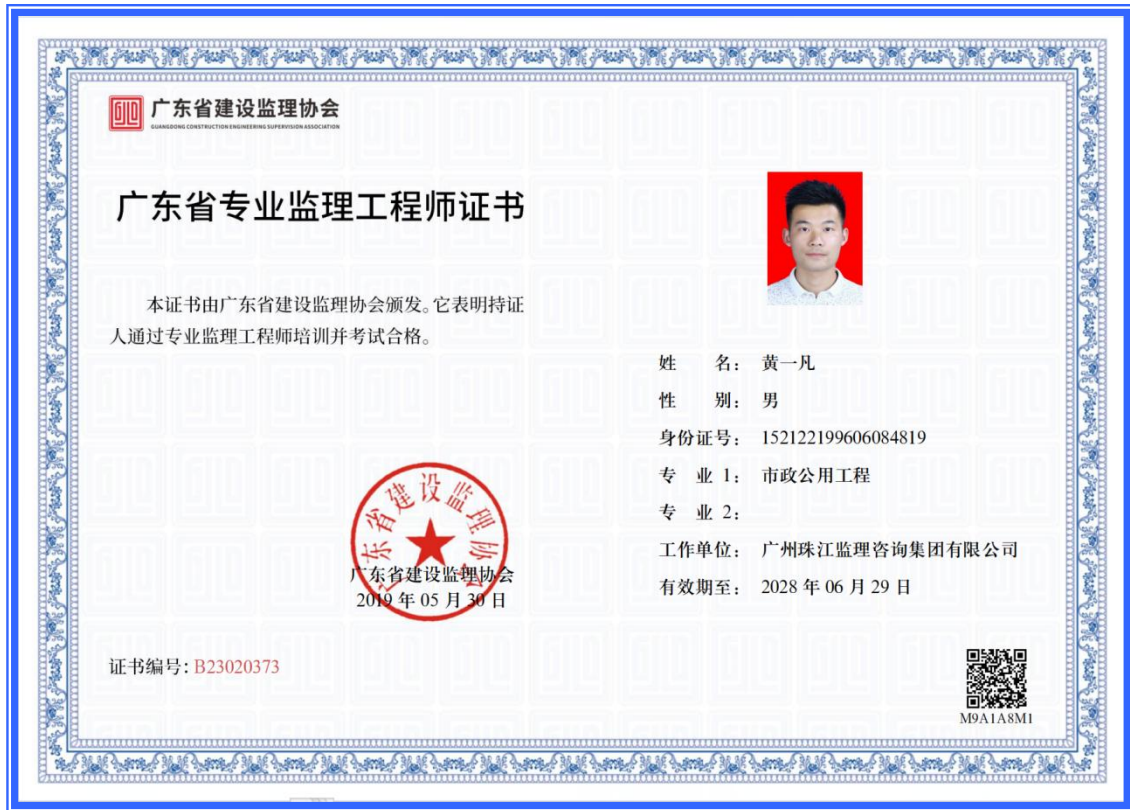 广东省建设监理协会
GUANGDONG CONSTRUCTION ENGINEERING SUPERVISION ASSOCIATION
广东省专业监理工程师证书
本证书由广东省建设监理协会颁发。它表明持证
人通过专业监理工程师培训并考试合格。
姓 名： 黄一凡
性 别： 男
身份证号： 152122199606084819
专 业 1： 市政公用工程
专 业 2：
工作单位： 广州珠江监理咨询集团有限公司
有效期至： 2028 年 06 月 29 日
广东省建设监理协会
广东省建设监理协会
2019 年 05 月 30 日
证书编号：B23020373
M9A1A8M1